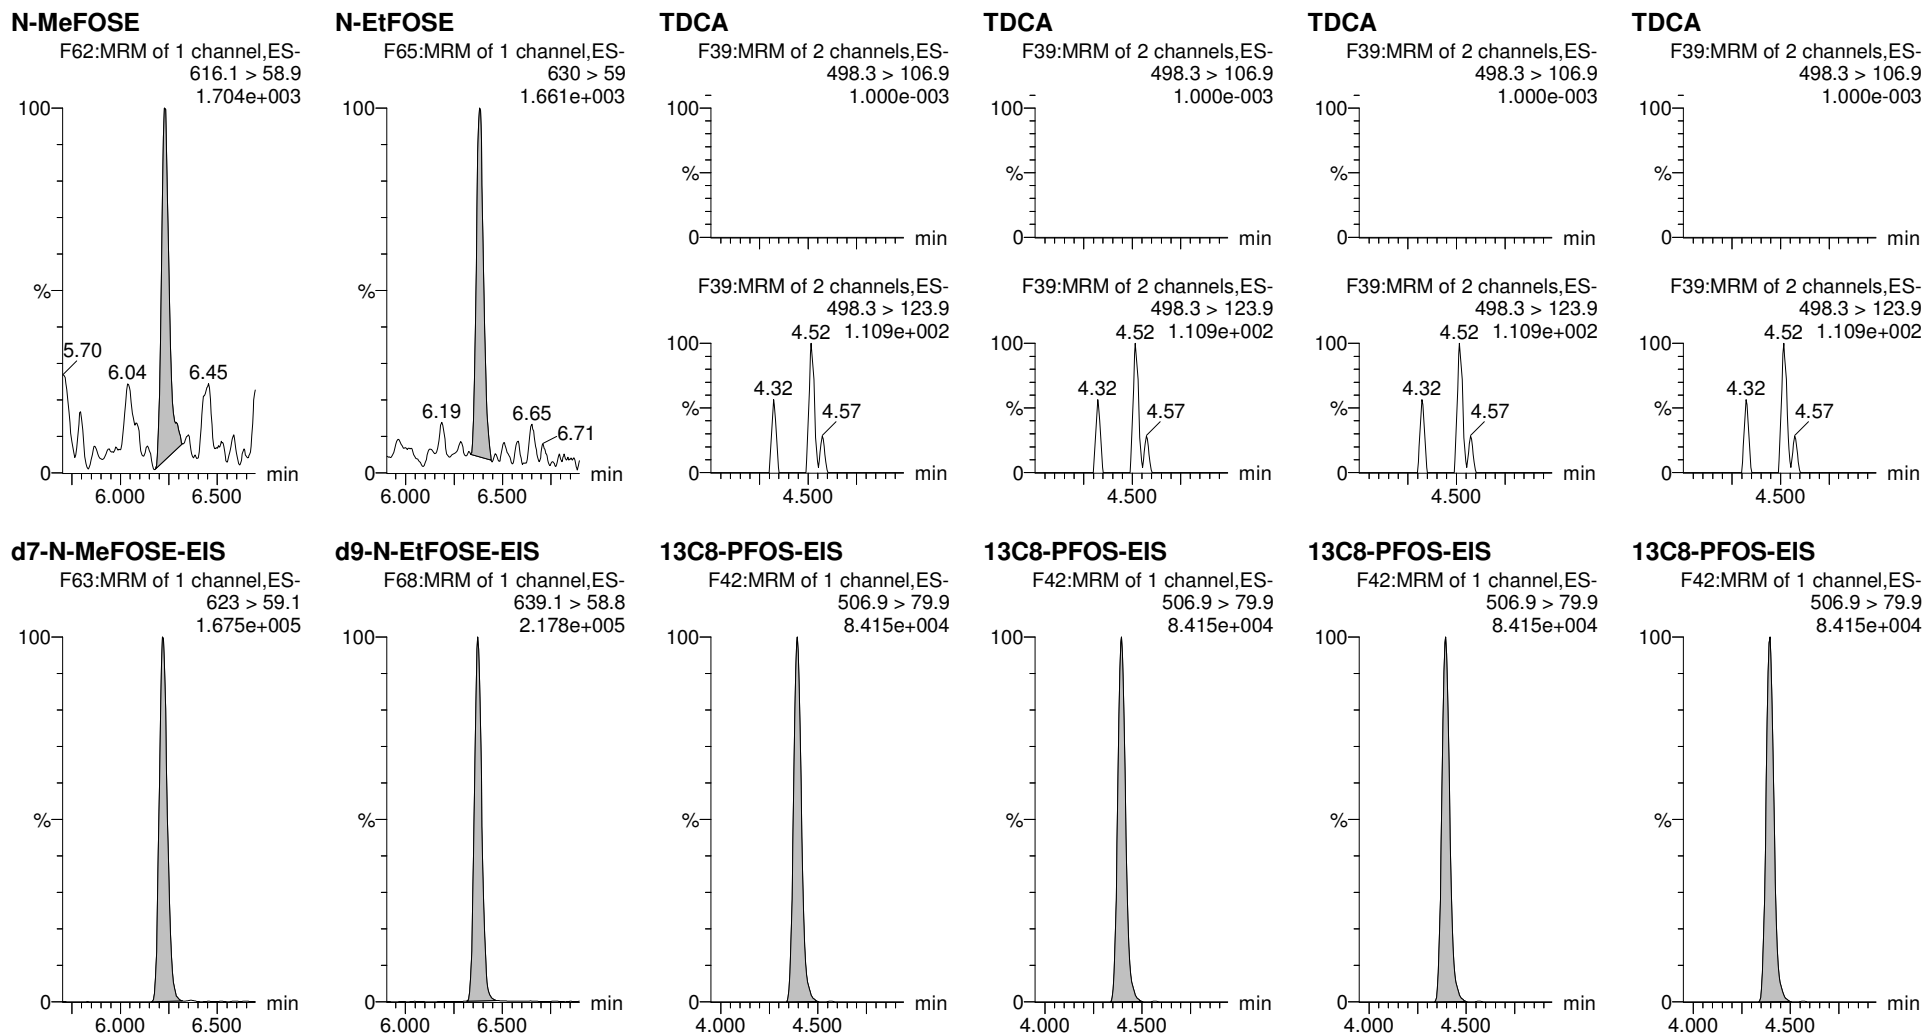 N-MeFOSE
F62:MRM of 1 channel,ES-
616.1 > 58.9
1.704e+003
100
%
0
5.70
6.04
6.45
min
6.000
6.500
N-EtFOSE
F65:MRM of 1 channel,ES-
630 > 59
1.661e+003
100
%
0
6.19
6.65
6.71
min
6.000
6.500
TDCA
F39:MRM of 2 channels,ES-
498.3 > 106.9
1.000e-003
100
%
0
min
F39:MRM of 2 channels,ES-
498.3 > 123.9
4.52
1.109e+002
100
4.32
%
4.57
0
min
4.500
TDCA
F39:MRM of 2 channels,ES-
498.3 > 106.9
1.000e-003
100
%
0
min
F39:MRM of 2 channels,ES-
498.3 > 123.9
4.52
1.109e+002
100
4.32
%
4.57
0
min
4.500
TDCA
F39:MRM of 2 channels,ES-
498.3 > 106.9
1.000e-003
100
%
0
min
F39:MRM of 2 channels,ES-
498.3 > 123.9
4.52
1.109e+002
100
4.32
%
4.57
0
min
4.500
TDCA
F39:MRM of 2 channels,ES-
498.3 > 106.9
1.000e-003
100
%
0
min
F39:MRM of 2 channels,ES-
498.3 > 123.9
4.52
1.109e+002
100
4.32
%
4.57
0
min
4.500
d7-N-MeFOSE-EIS
F63:MRM of 1 channel,ES-
623 > 59.1
1.675e+005
100
%
0
min
6.000
6.500
d9-N-EtFOSE-EIS
F68:MRM of 1 channel,ES-
639.1 > 58.8
2.178e+005
100
%
0
min
6.000
6.500
13C8-PFOS-EIS
F42:MRM of 1 channel,ES-
506.9 > 79.9
8.415e+004
100
%
0
min
4.000
4.500
13C8-PFOS-EIS
F42:MRM of 1 channel,ES-
506.9 > 79.9
8.415e+004
100
%
0
min
4.000
4.500
13C8-PFOS-EIS
F42:MRM of 1 channel,ES-
506.9 > 79.9
8.415e+004
100
%
0
min
4.000
4.500
13C8-PFOS-EIS
F42:MRM of 1 channel,ES-
506.9 > 79.9
8.415e+004
100
%
0
min
4.000
4.500